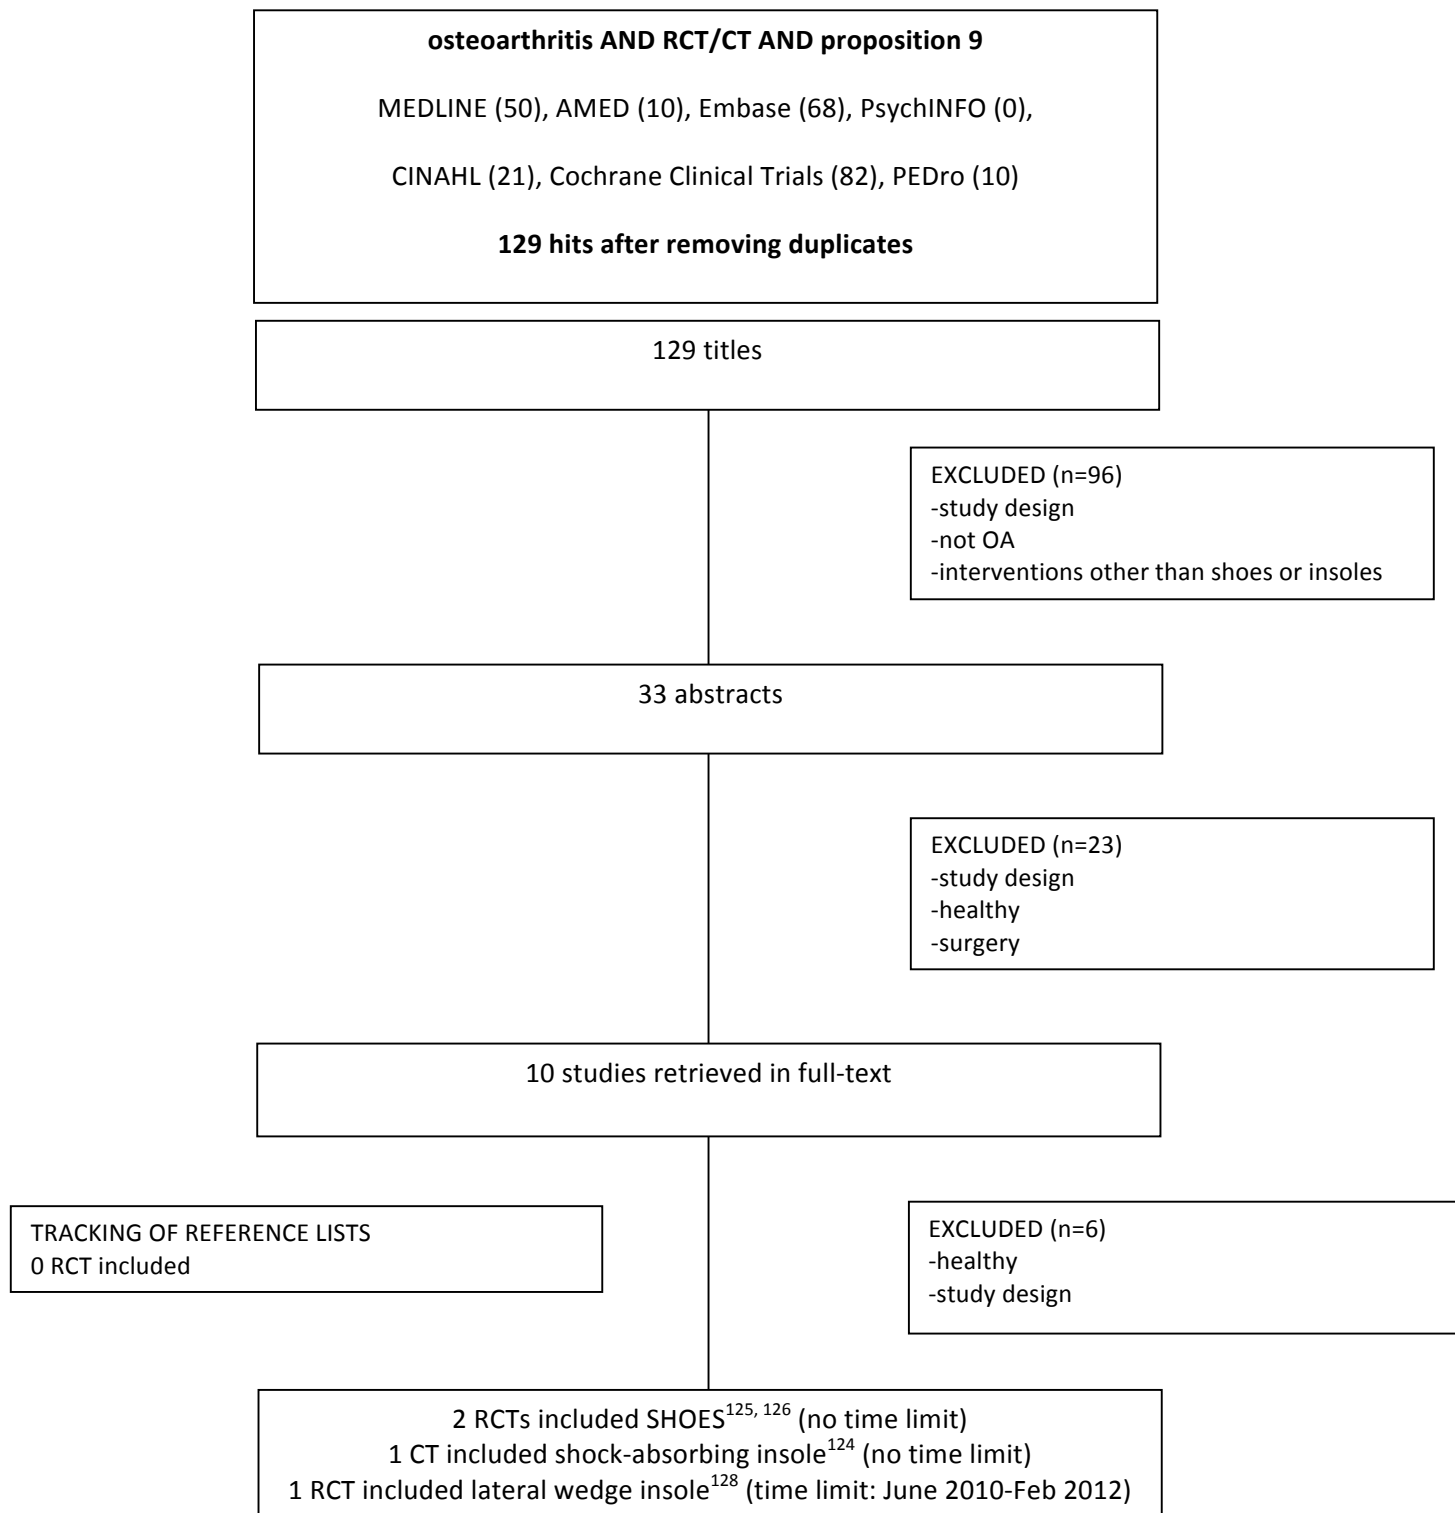 osteoarthritis AND RCT/CT AND proposition 9
MEDLINE (50), AMED (10), Embase (68), PsychINFO (0),
CINAHL (21), Cochrane Clinical Trials (82), PEDro (10)
129 hits after removing duplicates
129 titles
EXCLUDED (n=96)
-study design
-not OA
-interventions other than shoes or insoles
33 abstracts
EXCLUDED (n=23)
-study design
-healthy
-surgery
10 studies retrieved in full-text
TRACKING OF REFERENCE LISTS
0 RCT included
EXCLUDED (n=6)
-healthy
-study design
2 RCTs included SHOES125, 126 (no time limit)
1 CT included shock-absorbing insole124 (no time limit)
1 RCT included lateral wedge insole128 (time limit: June 2010-Feb 2012)